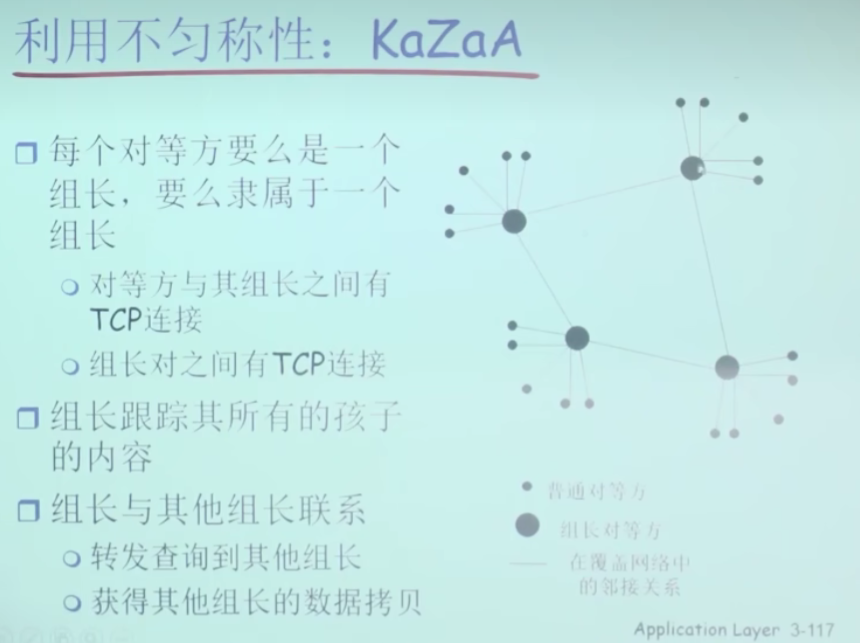 利用不匀称性：KaZaA
每个对等方要么是一个
组长，要么隶属于一个
组长
对等方与其组长之间有
TCP连接
组长对之间有TCP连接
组长跟踪其所有的孩子
的内容
组长与其他组长联系
转发查询到其他组长
获得其他组长的数据拷贝
普通对等方
组长对等方
在覆盖网络中
的邻接关系
Application Layer 3-117